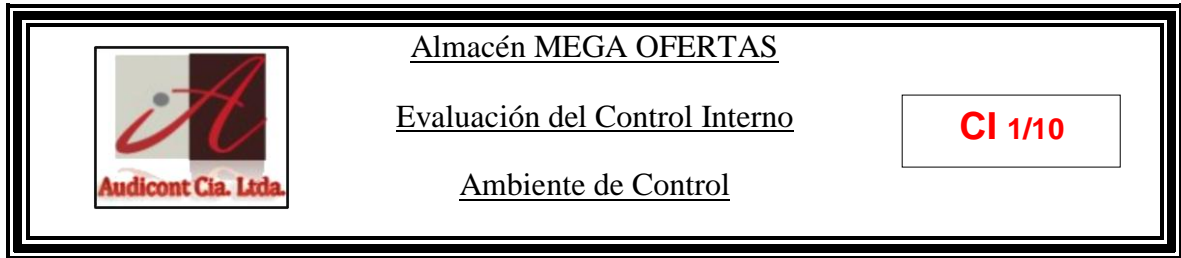 Almacén MEGA OFERTAS
Evaluación del Control Interno
Ambiente de Control
CI 1/10
A
Audicont Cia. Ltda.